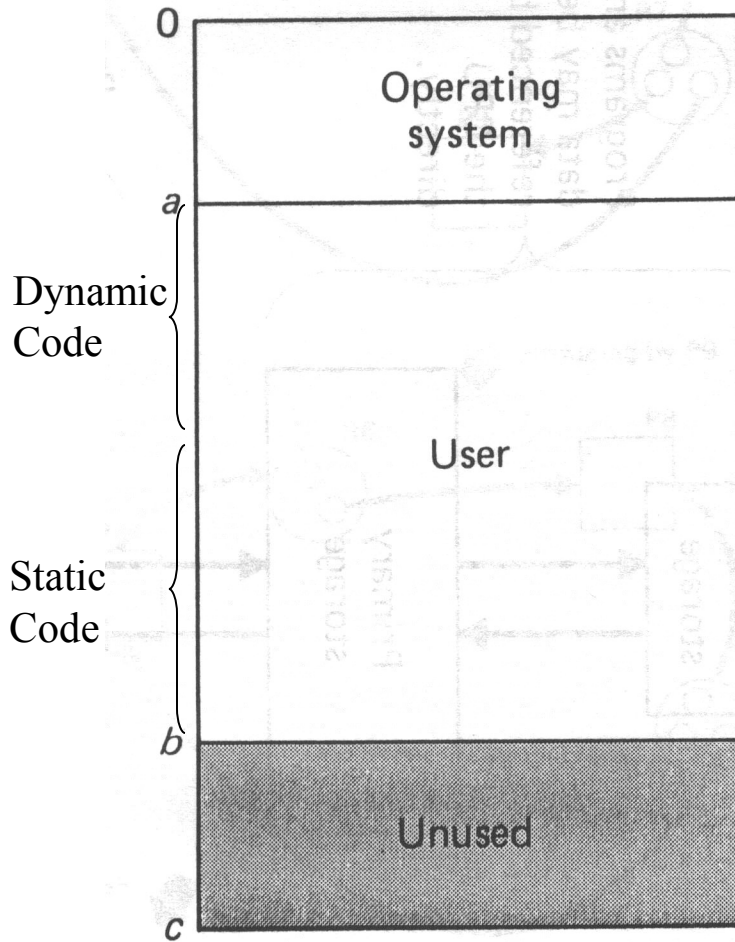 0
Operating
system
a
Dynamic
Code
User
Static
Code
b
Unused
c